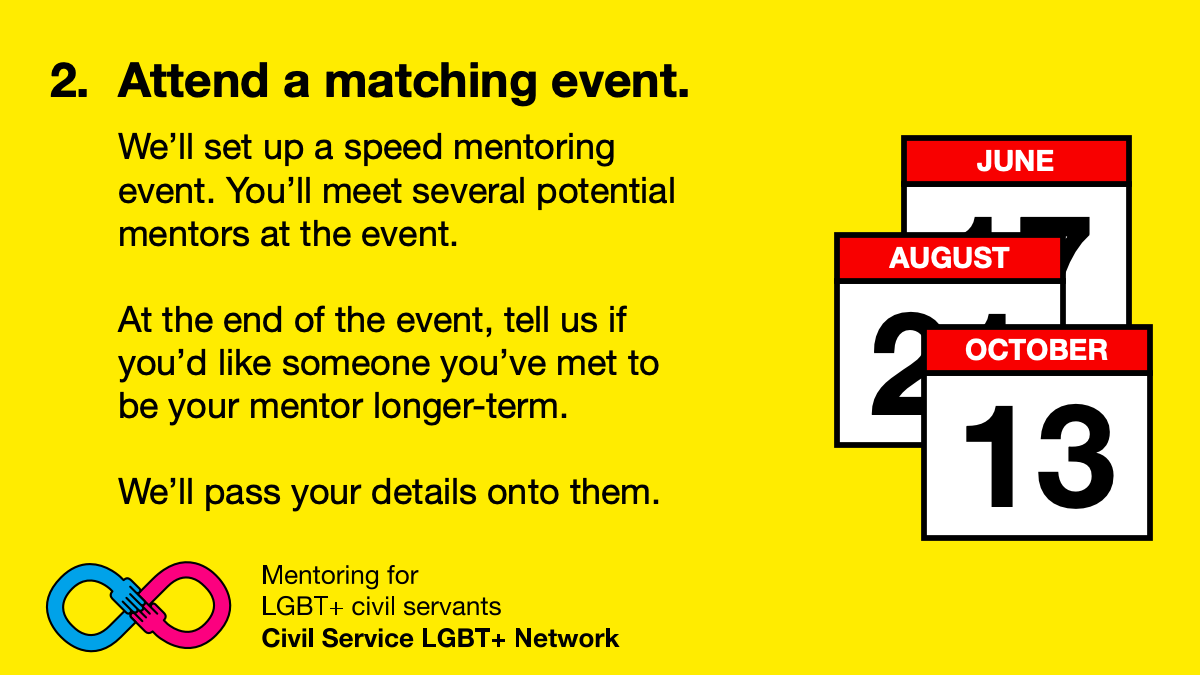 2. Attend a matching event.
We’ll set up a speed mentoring
event. You’ll meet several potential
mentors at the event.
At the end of the event, tell us if
you’d like someone you’ve met to
be your mentor longer-term.
We’ll pass your details onto them.
JUNE
17
AUGUST
OCTOBER
13
Mentoring for
LGBT+ civil servants
Civil Service LGBT+ Network